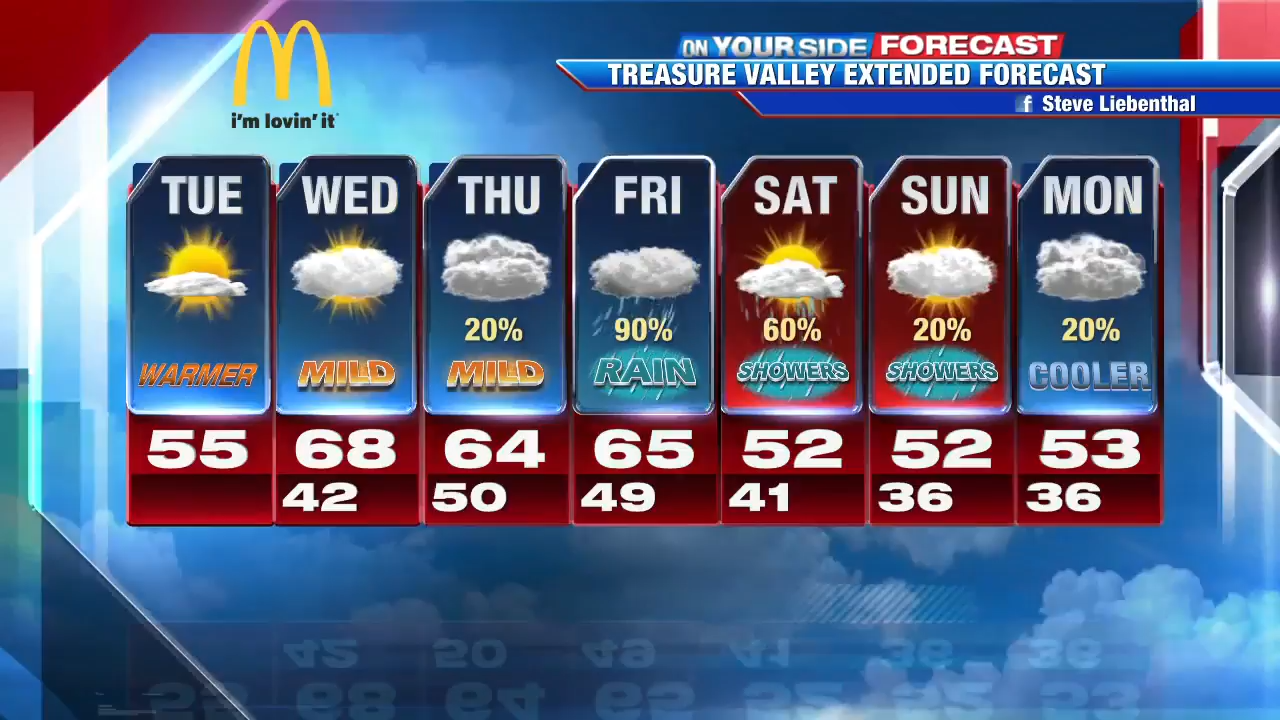 i'm lovin' it
ON YOUR SIDE FORECAST
TREASURE VALLEY EXTENDED FORECAST
f Steve Liebenthal
TUE WED THU FRI SAT SUN MON
20% 90% 60% 20% 20%
WARMER MILD MILD RAIN SHOWERS SHOWERS COOLER
55 68 64 65 52 52 53
42 50 49 41 36 36